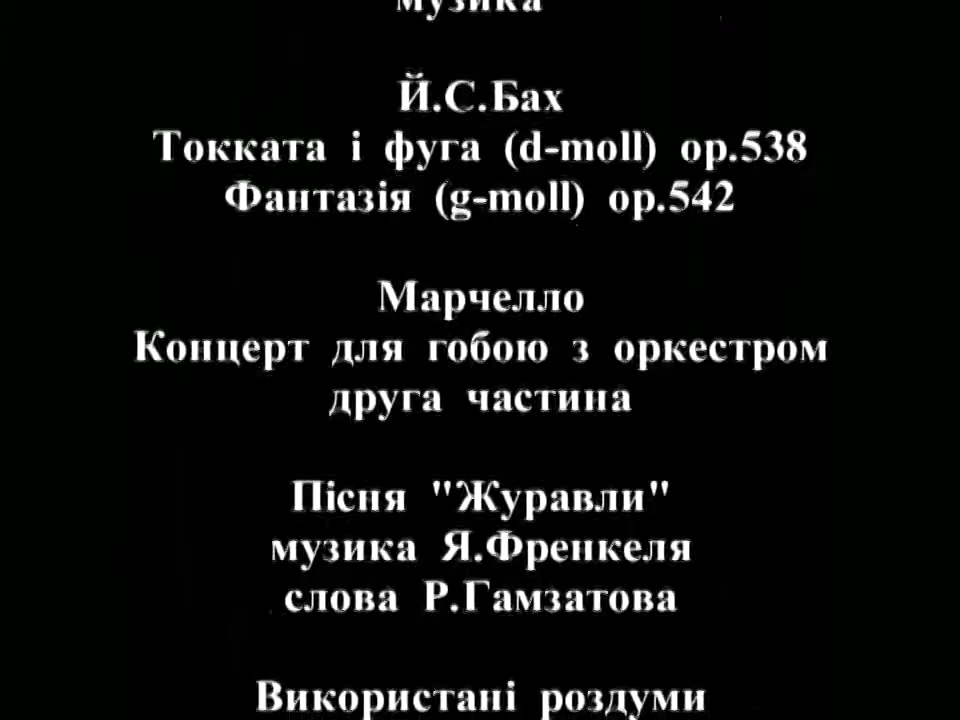 музика
Й.С.Бах
Токката і фуга (d-moll) op.538
Фантазія (g-moll) op.542
Марчелло
Концерт для гобою з оркестром
друга частина
Пісня "Журавли"
музика Я.Френкеля
слова Р.Гамзатова
Використані роздуми